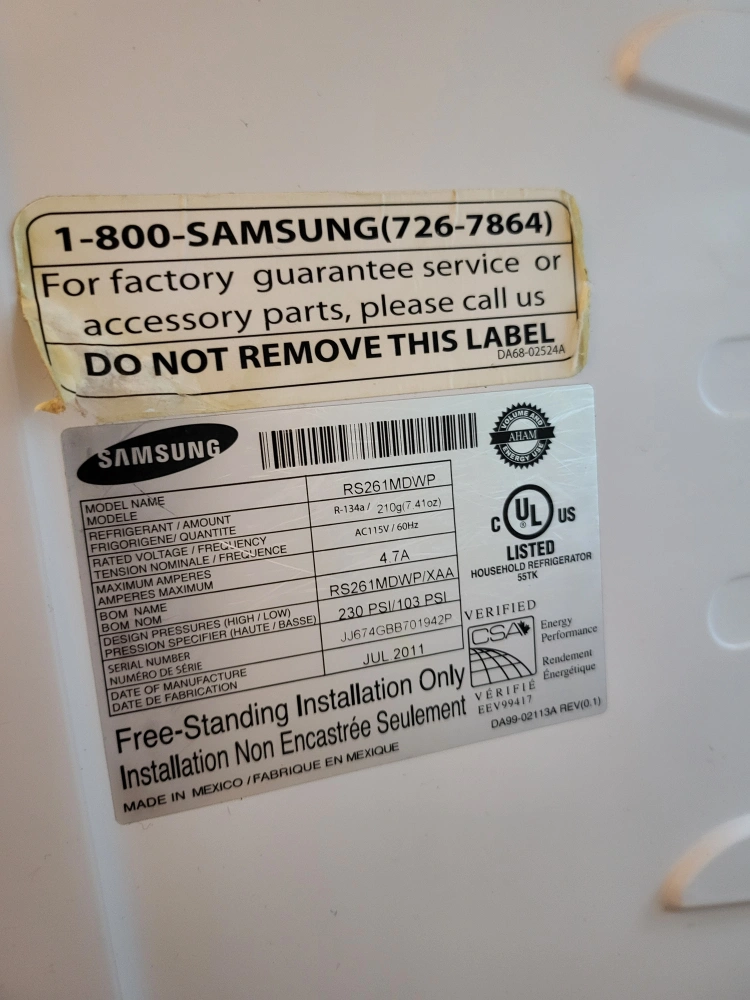 1-800-SAMSUNG(726-7864)
For factory guarantee service or
accessory parts, please call us
DO NOT REMOVE THIS LABEL
DA68-02524A
SAMSUNG
VOLUME AND
AHAM
ENERGY USE
MODEL NAME
MODELE
RS261MDWP
REFRIGERANT / AMOUNT
FRIGORIGENE/ QUANTITE
R-134a / 210g(7.41oz)
RATED VOLTAGE / FREQUENCY
TENSION NOMINALE / FREQUENCE
AC115V / 60Hz
MAXIMUM AMPERES
AMPERES MAXIMUM
4.7A
BOM NAME
BOM NOM
RS261MDWP/XAA
DESIGN PRESSURES (HIGH / LOW)
PRESSION SPECIFIER (HAUTE / BASSE)
230 PSI/103 PSI
SERIAL NUMBER
NUMÉRO DE SÉRIE
JJ674GBB701942P
DATE OF MANUFACTURE
DATE DE FABRICATION
JUL 2011
C UL US
LISTED
HOUSEHOLD REFRIGERATOR
55TK
VERIFIED
CSA
Energy
Performance
Rendement
Énergétique
VÉRIFIÉ
EEV99417
Free-Standing Installation Only
Installation Non Encastrée Seulement
MADE IN MEXICO / FABRIQUE EN MEXIQUE
DA99-02113A REV(0.1)